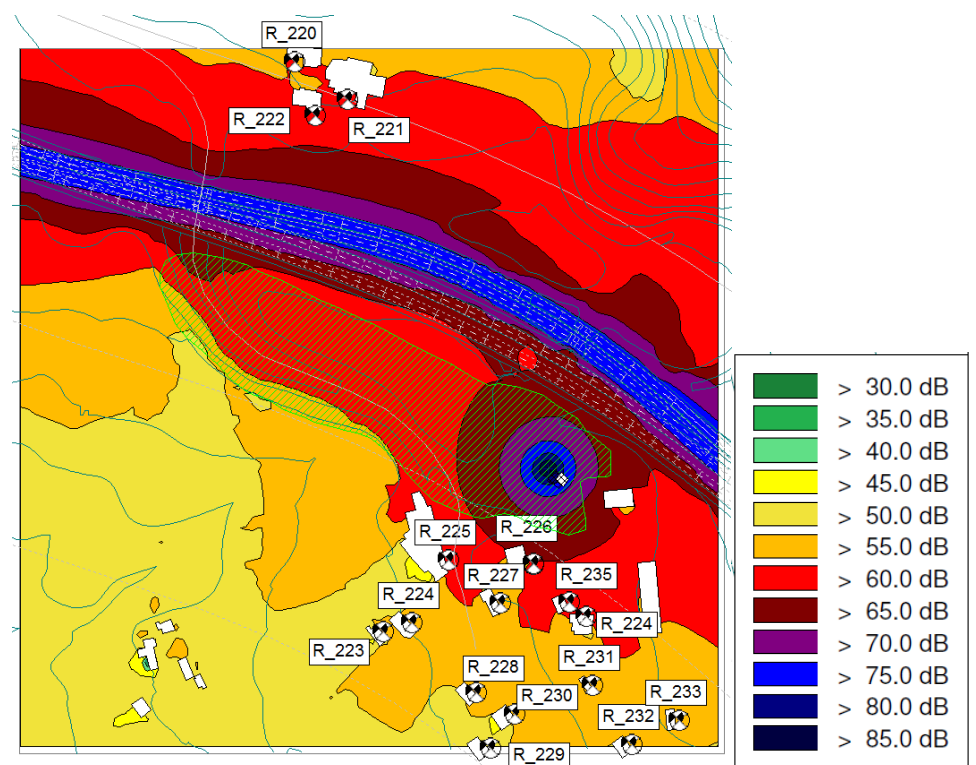 R_220
R_222
R_221
R_226
R_225
R_227
R_235
R_224
R_224
R_223
R_231
R_228
R_230
R_233
R_232
R_229
> 30.0 dB
> 35.0 dB
> 40.0 dB
> 45.0 dB
> 50.0 dB
> 55.0 dB
> 60.0 dB
> 65.0 dB
> 70.0 dB
> 75.0 dB
> 80.0 dB
> 85.0 dB